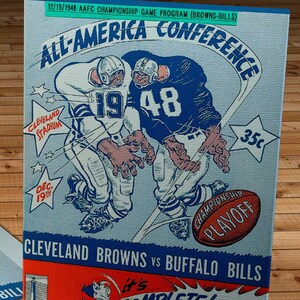 12/19/1948 AAFC CHAMPIONSHIP GAME PROGRAM (BROWNS-BILLS)
ALL-AMERICA CONFERENCE
19
48
CLEVELAND
STADIUM
35¢
DEC.
19TH
CHAMPIONSHIP
PLAYOFF
CLEVELAND BROWNS VS BUFFALO BILLS
it's